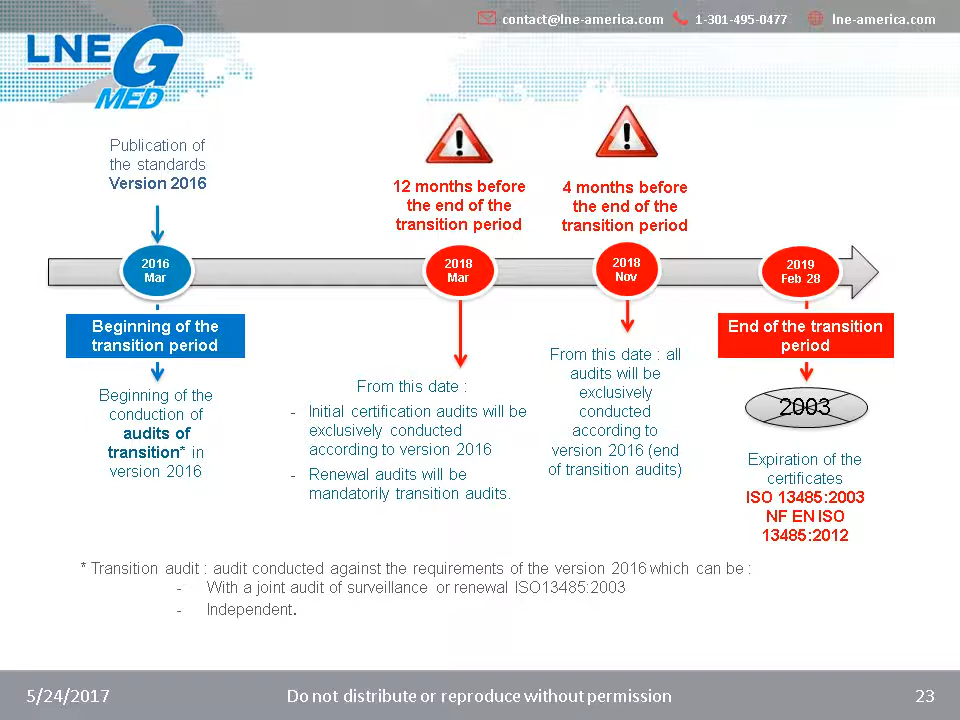 contact@lne-america.com 1-301-495-0477 lne-america.com
LNE
G
MED
Publication of
the standards
Version 2016
12 months before
the end of the
transition period
4 months before
the end of the
transition period
2016
Mar
2018
Mar
2018
Nov
2019
Feb 28
Beginning of the
transition period
Beginning of the
conduction of
audits of
transition* in
version 2016
From this date :
- Initial certification audits will be
exclusively conducted
according to version 2016
- Renewal audits will be
mandatorily transition audits.
From this date : all
audits will be
exclusively
conducted
according to
version 2016 (end
of transition audits)
End of the transition
period
2003
Expiration of the
certificates
ISO 13485:2003
NF EN ISO
13485:2012
* Transition audit : audit conducted against the requirements of the version 2016 which can be :
- With a joint audit of surveillance or renewal ISO13485:2003
- Independent.
5/24/2017 Do not distribute or reproduce without permission 23